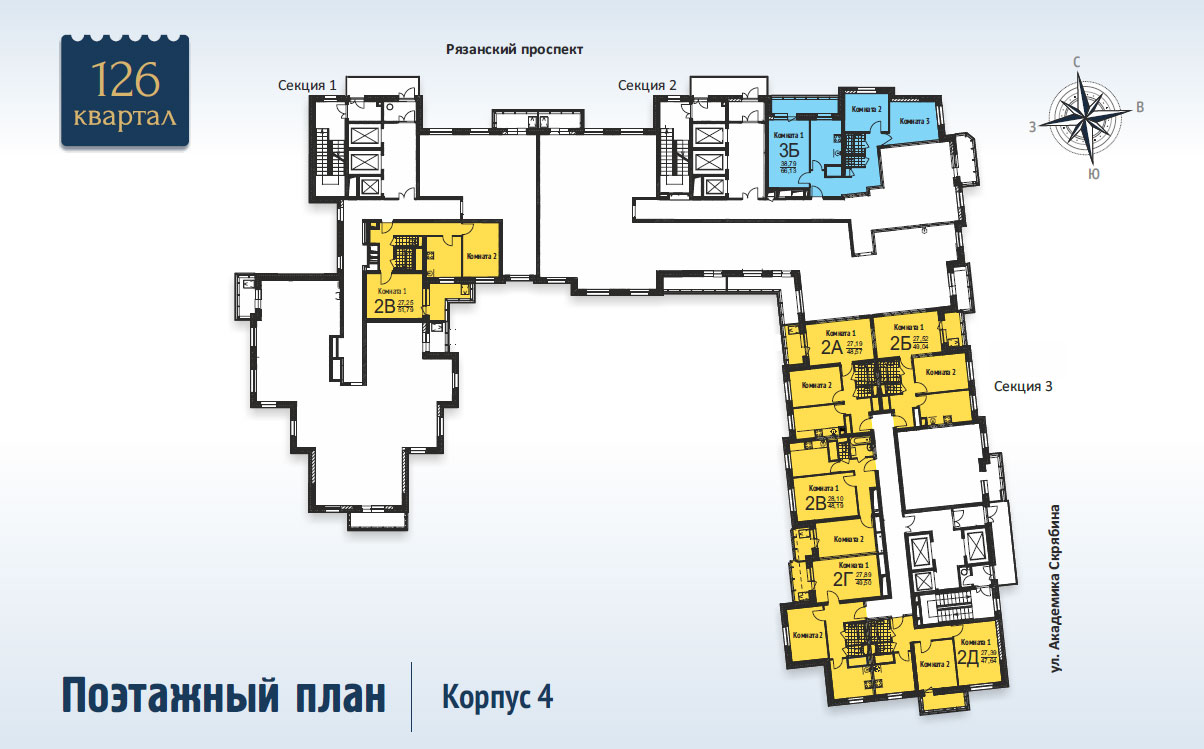 126
КВАРТАЛ
Рязанский проспект
Секция 1
Секция 2
С
В
З
Ю
Комната 1
3Б
38,79
66,13
Комната 2
Комната 3
Комната 2
Комната 1
2В
27,25
51,79
Комната 1
2А
27,19
48,57
Комната 2
Комната 1
2Б
27,52
49,04
Комната 2
Секция 3
Комната 1
2В
28,10
48,19
Комната 2
Комната 1
2Г
27,89
49,50
Комната 2
Комната 1
2Д
27,39
47,64
Комната 2
ул. Академика Скрябина
Поэтажный план
Корпус 4